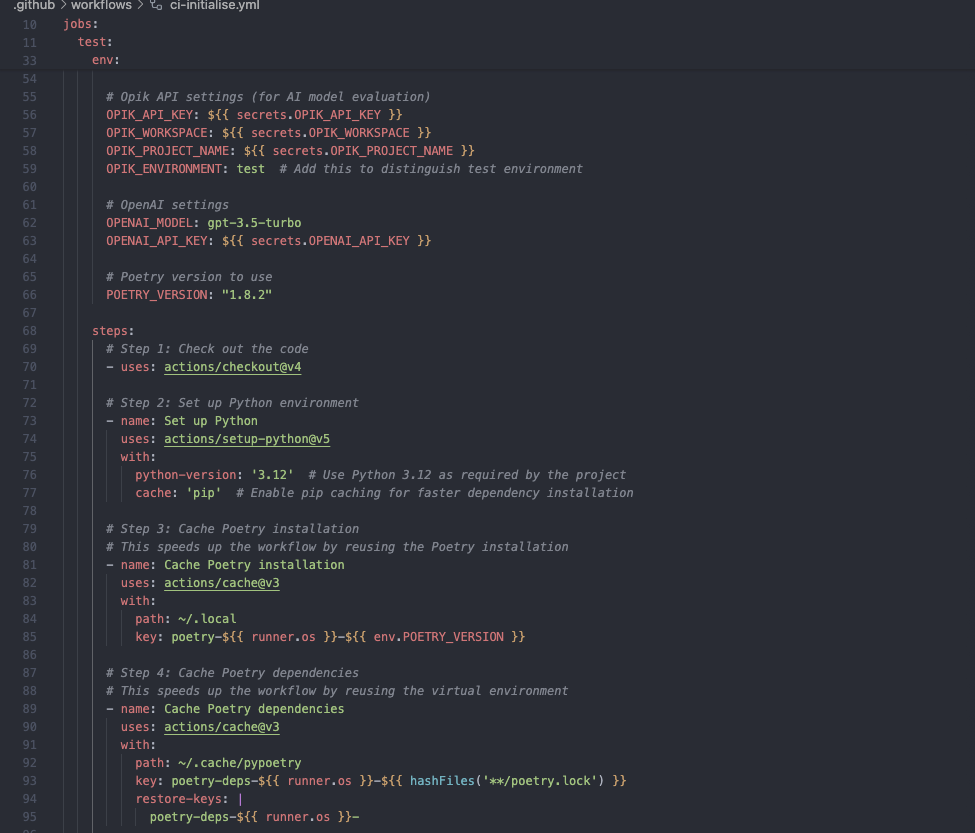 .github > workflows > ci-initialise.yml
10 jobs:
11 test:
33 env:
54
55 # Opik API settings (for AI model evaluation)
56 OPIK_API_KEY: ${{ secrets.OPIK_API_KEY }}
57 OPIK_WORKSPACE: ${{ secrets.OPIK_WORKSPACE }}
58 OPIK_PROJECT_NAME: ${{ secrets.OPIK_PROJECT_NAME }}
59 OPIK_ENVIRONMENT: test  # Add this to distinguish test environment
60
61 # OpenAI settings
62 OPENAI_MODEL: gpt-3.5-turbo
63 OPENAI_API_KEY: ${{ secrets.OPENAI_API_KEY }}
64
65 # Poetry version to use
66 POETRY_VERSION: "1.8.2"
67
68 steps:
69 # Step 1: Check out the code
70 - uses: actions/checkout@v4
71
72 # Step 2: Set up Python environment
73 - name: Set up Python
74 uses: actions/setup-python@v5
75 with:
76 python-version: '3.12'  # Use Python 3.12 as required by the project
77 cache: 'pip'  # Enable pip caching for faster dependency installation
78
79 # Step 3: Cache Poetry installation
80 # This speeds up the workflow by reusing the Poetry installation
81 - name: Cache Poetry installation
82 uses: actions/cache@v3
83 with:
84 path: ~/.local
85 key: poetry-${{ runner.os }}-${{ env.POETRY_VERSION }}
86
87 # Step 4: Cache Poetry dependencies
88 # This speeds up the workflow by reusing the virtual environment
89 - name: Cache Poetry dependencies
90 uses: actions/cache@v3
91 with:
92 path: ~/.cache/pypoetry
93 key: poetry-deps-${{ runner.os }}-${{ hashFiles('**/poetry.lock') }}
94 restore-keys: |
95 poetry-deps-${{ runner.os }}-